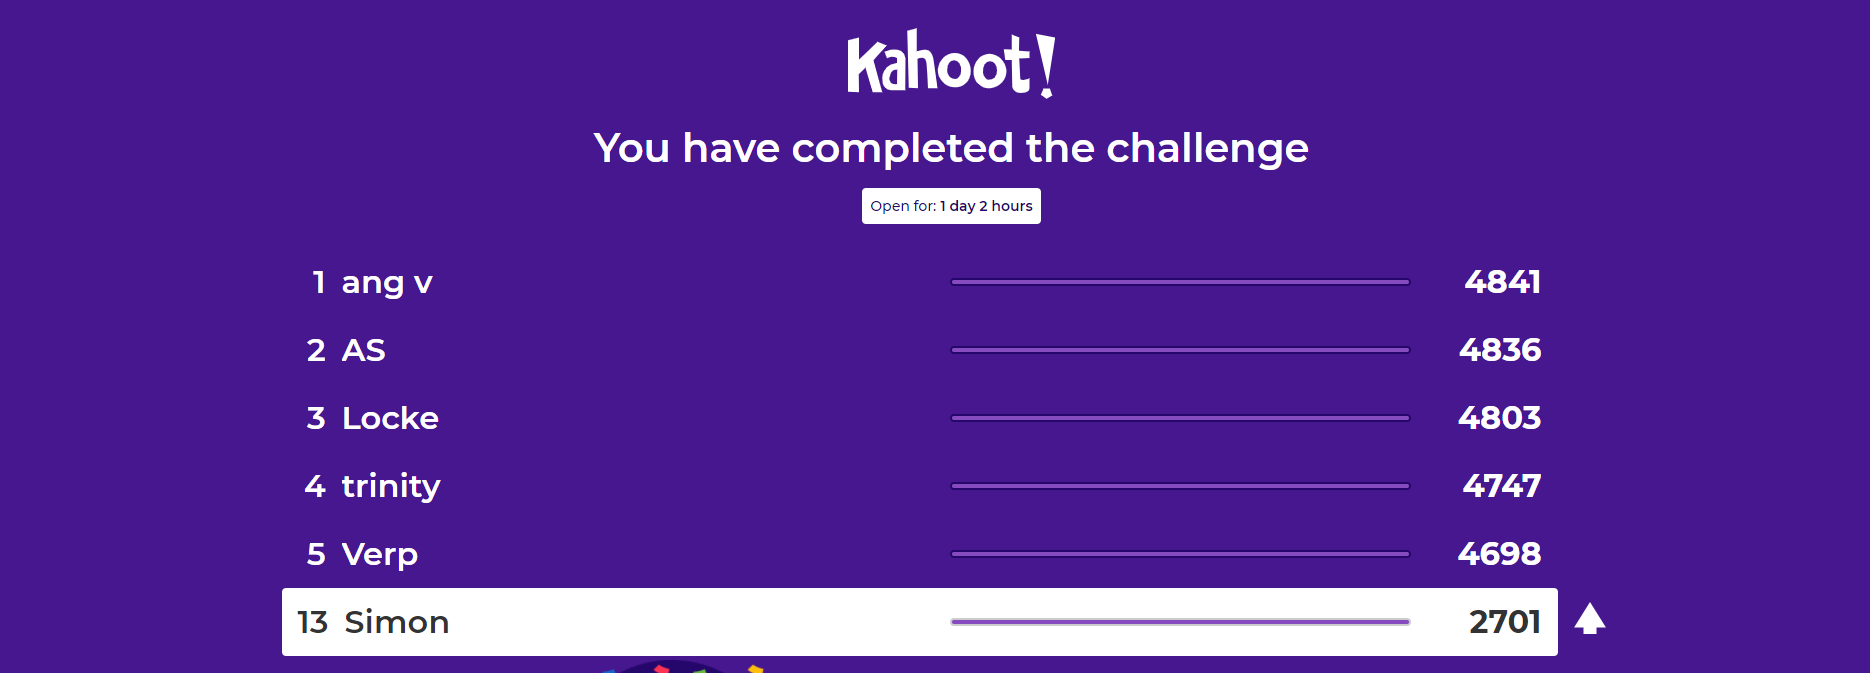 Kahoot!
You have completed the challenge
Open for: 1 day 2 hours
1 ang v 4841
2 AS 4836
3 Locke 4803
4 trinity 4747
5 Verp 4698
13 Simon 2701